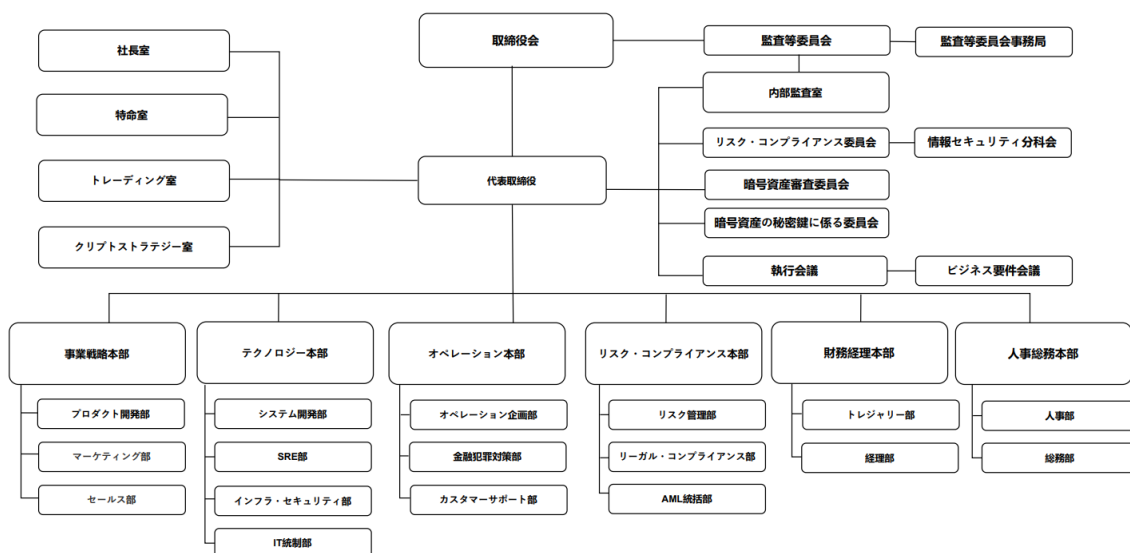 取締役会
監査等委員会
監査等委員会事務局
社長室
特命室
トレーディング室
クリプトストラテジー室
代表取締役
内部監査室
リスク・コンプライアンス委員会
情報セキュリティ分科会
暗号資産審査委員会
暗号資産の秘密鍵に係る委員会
執行会議
ビジネス要件会議
事業戦略本部
プロダクト開発部
マーケティング部
セールス部
テクノロジー本部
システム開発部
SRE部
インフラ・セキュリティ部
IT統制部
オペレーション本部
オペレーション企画部
金融犯罪対策部
カスタマーサポート部
リスク・コンプライアンス本部
リスク管理部
リーガル・コンプライアンス部
AML統括部
財務経理本部
トレジャリー部
経理部
人事総務本部
人事部
総務部